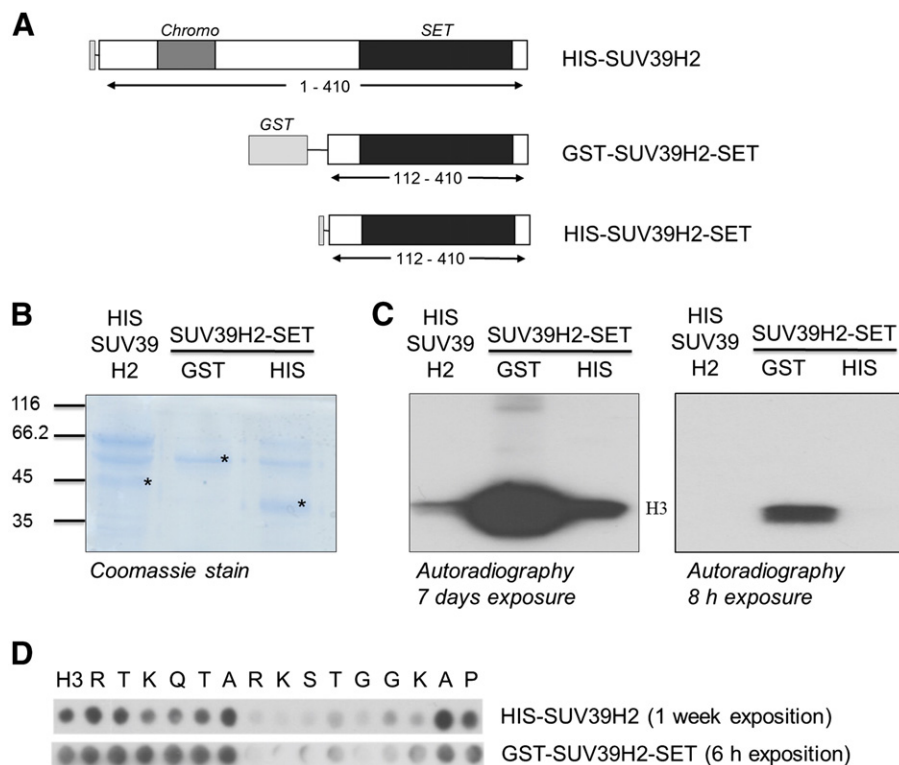 A
Chromo
SET
HIS-SUV39H2
1 - 410
GST
GST-SUV39H2-SET
112 - 410
HIS-SUV39H2-SET
112 - 410
B
HIS
SUV39
H2
SUV39H2-SET
GST
HIS
116
66.2
45
35
*
*
*
Coomassie stain
C
HIS
SUV39
H2
SUV39H2-SET
GST
HIS
H3
Autoradiography
7 days exposure
HIS
SUV39
H2
SUV39H2-SET
GST
HIS
Autoradiography
8 h exposure
D
H3 R T K Q T A R K S T G G K A P
HIS-SUV39H2 (1 week exposition)
GST-SUV39H2-SET (6 h exposition)